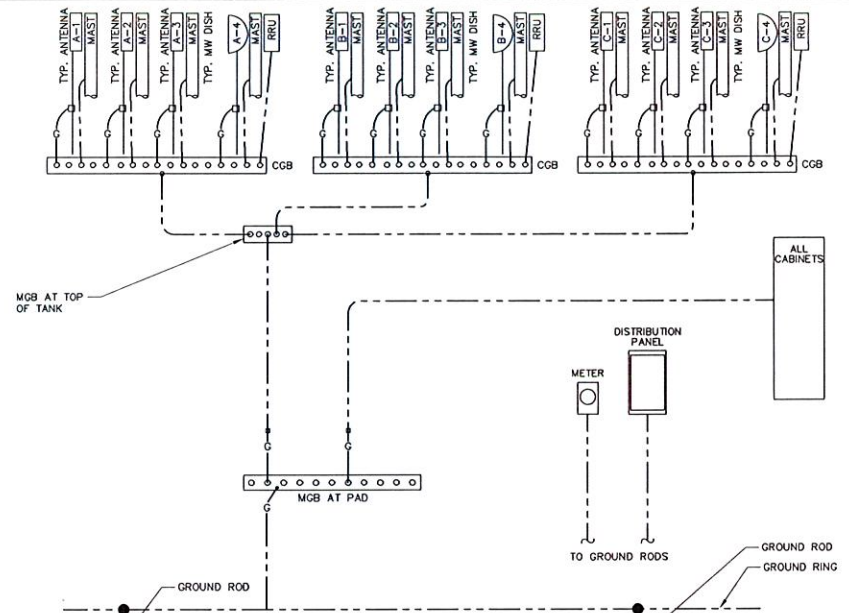 TYP. ANTENNA
A-1
MAST
TYP. ANTENNA
A-2
MAST
TYP. ANTENNA
A-3
MAST
TYP. MW DISH
A-4
MAST
RRU
TYP. ANTENNA
B-1
MAST
TYP. ANTENNA
B-2
MAST
TYP. ANTENNA
B-3
MAST
TYP. MW DISH
B-4
MAST
RRU
TYP. ANTENNA
C-1
MAST
TYP. ANTENNA
C-2
MAST
TYP. ANTENNA
C-3
MAST
TYP. MW DISH
C-4
MAST
RRU
G
G
G
G
G
G
G
G
G
G
G
G
CGB
CGB
CGB
MGB AT TOP
OF TANK
ALL
CABINETS
DISTRIBUTION
PANEL
METER
G
G
MGB AT PAD
G
TO GROUND RODS
GROUND ROD
GROUND RING
GROUND ROD